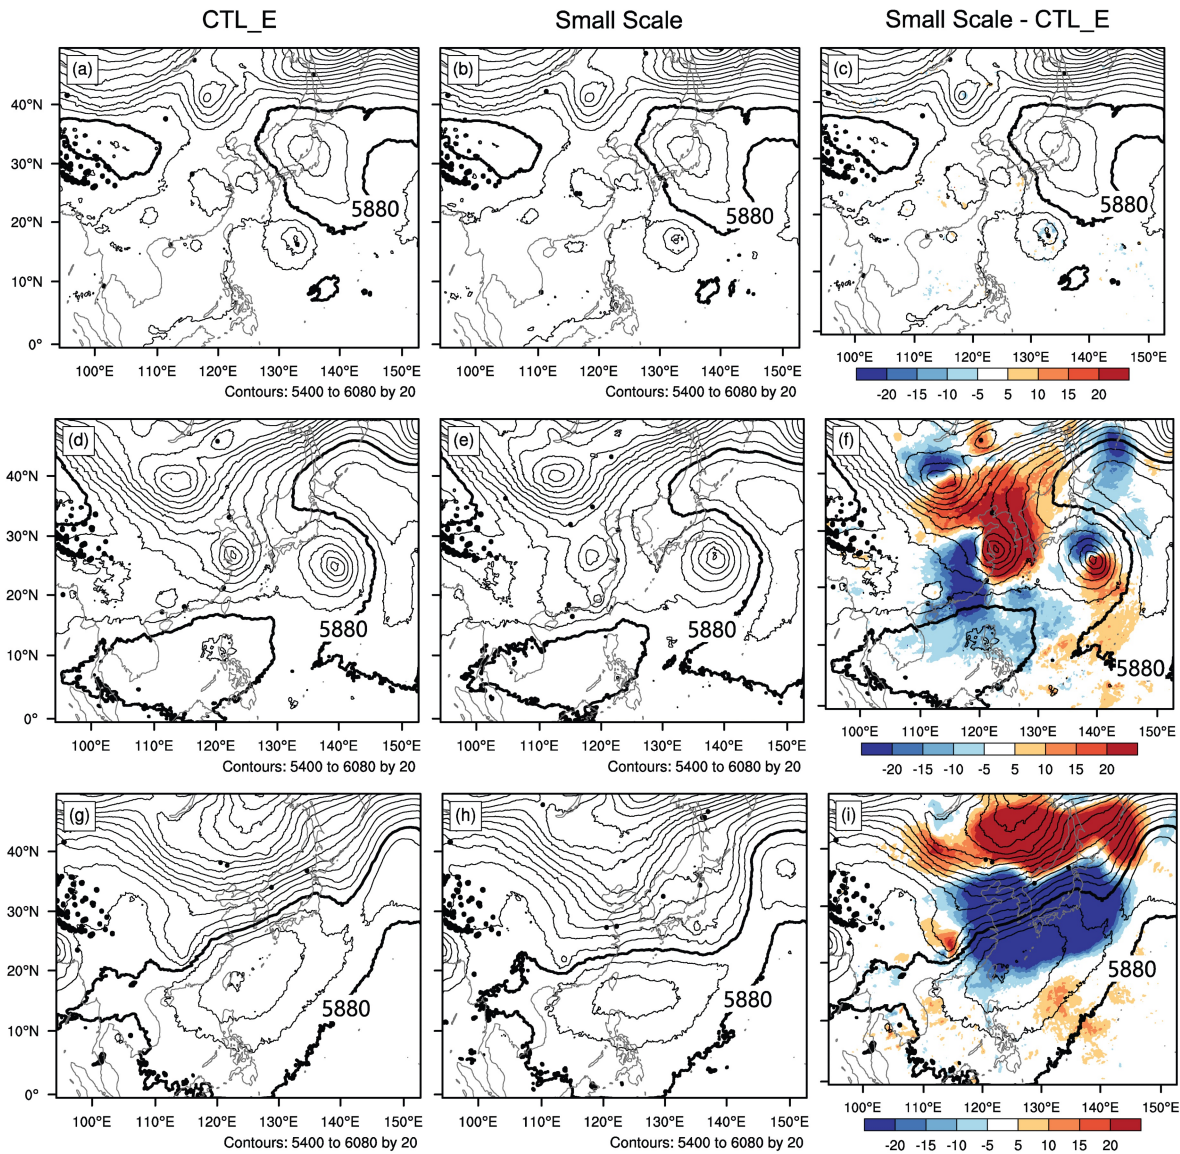 CTL_E Small Scale Small Scale - CTL_E
(a) (b) (c)
40°N
30°N
20°N
10°N
0°
5880 5880 5880
100°E 110°E 120°E 130°E 140°E 150°E 100°E 110°E 120°E 130°E 140°E 150°E 100°E 110°E 120°E 130°E 140°E 150°E
Contours: 5400 to 6080 by 20 Contours: 5400 to 6080 by 20
-20 -15 -10 -5 5 10 15 20
(d) (e) (f)
40°N
30°N
20°N
10°N
0°
5880 5880 5880
100°E 110°E 120°E 130°E 140°E 150°E 100°E 110°E 120°E 130°E 140°E 150°E 100°E 110°E 120°E 130°E 140°E 150°E
Contours: 5400 to 6080 by 20 Contours: 5400 to 6080 by 20
-20 -15 -10 -5 5 10 15 20
(g) (h) (i)
40°N
30°N
20°N
10°N
0°
5880 5880 5880
100°E 110°E 120°E 130°E 140°E 150°E 100°E 110°E 120°E 130°E 140°E 150°E 100°E 110°E 120°E 130°E 140°E 150°E
Contours: 5400 to 6080 by 20 Contours: 5400 to 6080 by 20
-20 -15 -10 -5 5 10 15 20